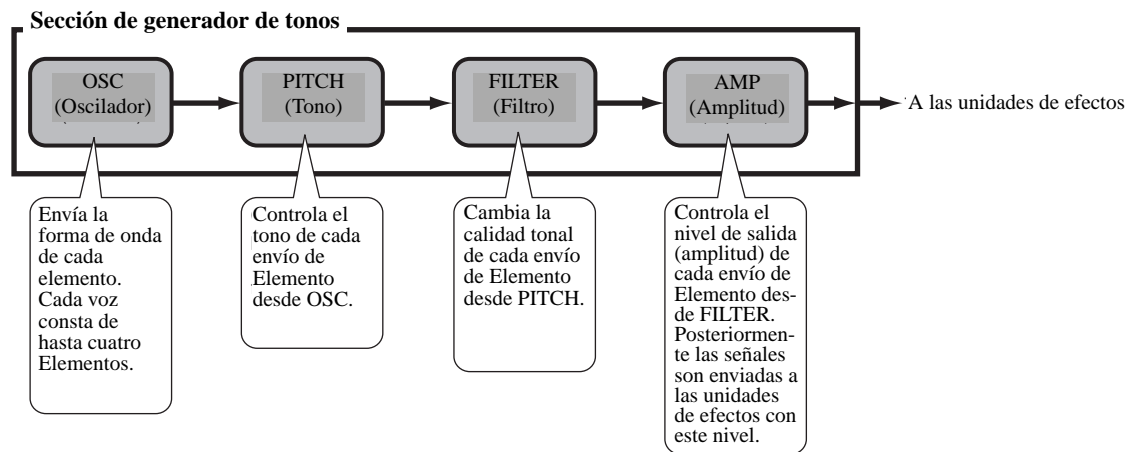 Sección de generador de tonos
OSC
(Oscilador)
PITCH
(Tono)
FILTER
(Filtro)
AMP
(Amplitud)
A las unidades de efectos
Envía la
forma de onda
de cada
elemento.
Cada voz
consta de
hasta cuatro
Elementos.
Controla el
tono de cada
envío de
Elemento
desde OSC.
Cambia la
calidad tonal
de cada envío
de Elemento
desde PITCH.
Controla el
nivel de salida
(amplitud) de
cada envío de
Elemento des-
de FILTER.
Posteriormen-
te las señales
son enviadas a
las unidades
de efectos con
este nivel.